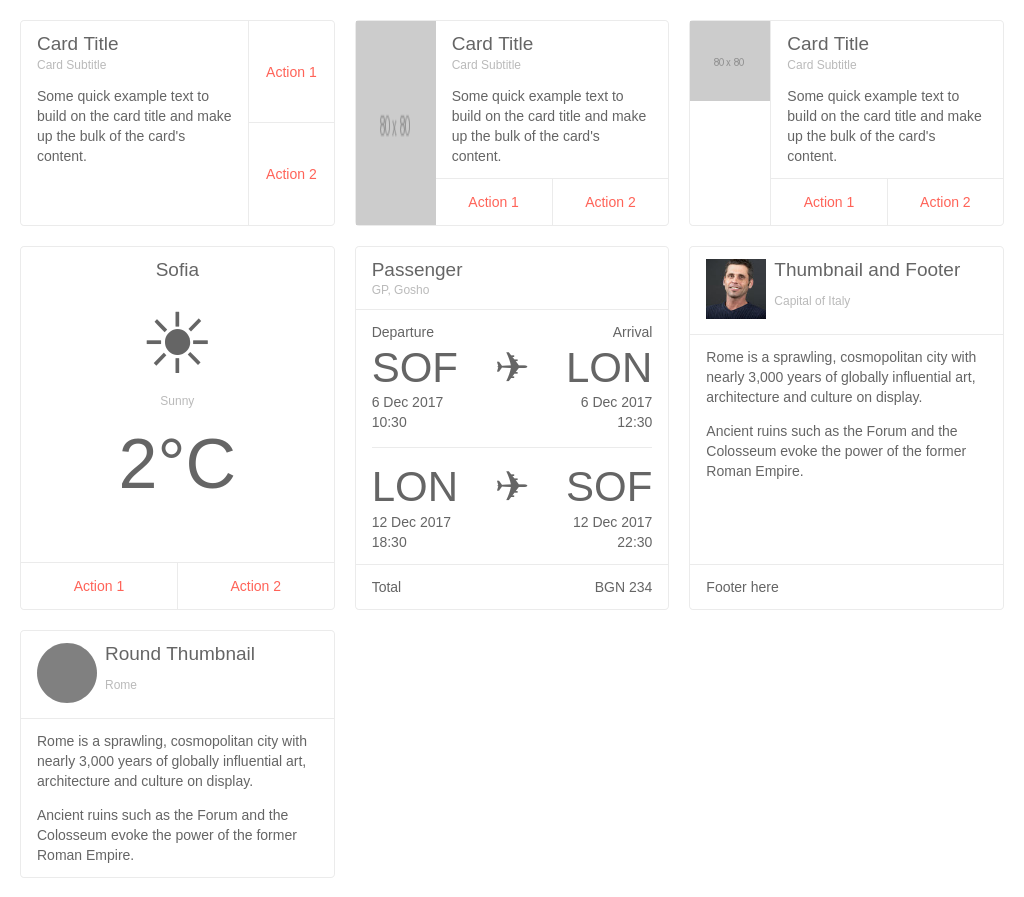 Card Title
Card Subtitle
Some quick example text to
build on the card title and make
up the bulk of the card's
content.
Action 1
Action 2
80 x 80
Card Title
Card Subtitle
Some quick example text to
build on the card title and make
up the bulk of the card's
content.
Action 1 Action 2
80 x 80
Card Title
Card Subtitle
Some quick example text to
build on the card title and make
up the bulk of the card's
content.
Action 1 Action 2
Sofia
Sunny
2°C
Action 1 Action 2
Passenger
GP, Gosho
Departure Arrival
SOF ✈ LON
6 Dec 2017 6 Dec 2017
10:30 12:30
LON ✈ SOF
12 Dec 2017 12 Dec 2017
18:30 22:30
Total BGN 234
Thumbnail and Footer
Capital of Italy
Rome is a sprawling, cosmopolitan city with
nearly 3,000 years of globally influential art,
architecture and culture on display.
Ancient ruins such as the Forum and the
Colosseum evoke the power of the former
Roman Empire.
Footer here
Round Thumbnail
Rome
Rome is a sprawling, cosmopolitan city with
nearly 3,000 years of globally influential art,
architecture and culture on display.
Ancient ruins such as the Forum and the
Colosseum evoke the power of the former
Roman Empire.